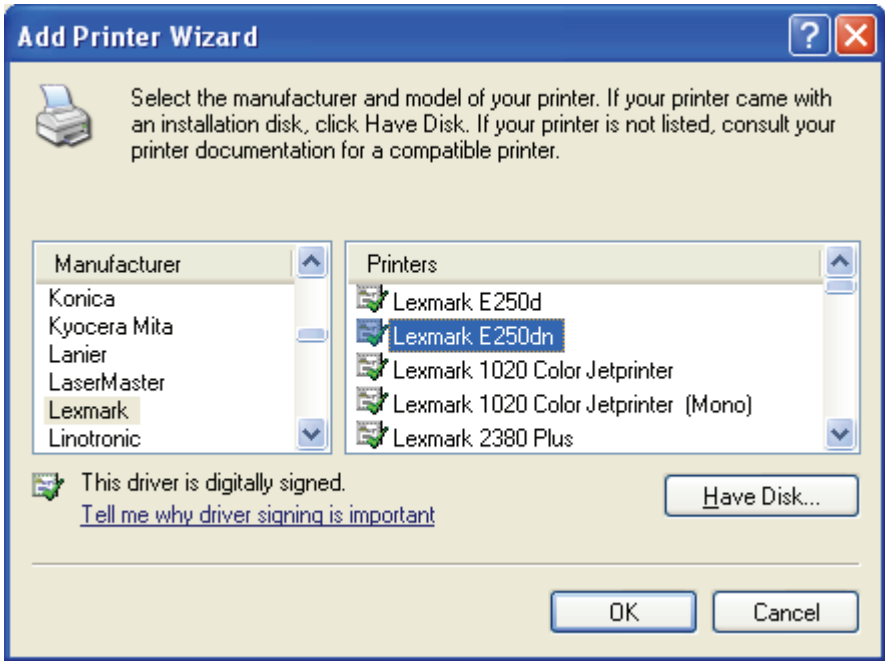 Add Printer Wizard
Select the manufacturer and model of your printer. If your printer came with
an installation disk, click Have Disk. If your printer is not listed, consult your
printer documentation for a compatible printer.
Manufacturer
Konica
Kyocera Mita
Lanier
LaserMaster
Lexmark
Linotronic
Printers
Lexmark E250d
Lexmark E250dn
Lexmark 1020 Color Jetprinter
Lexmark 1020 Color Jetprinter (Mono)
Lexmark 2380 Plus
This driver is digitally signed.
Tell me why driver signing is important
Have Disk...
OK
Cancel